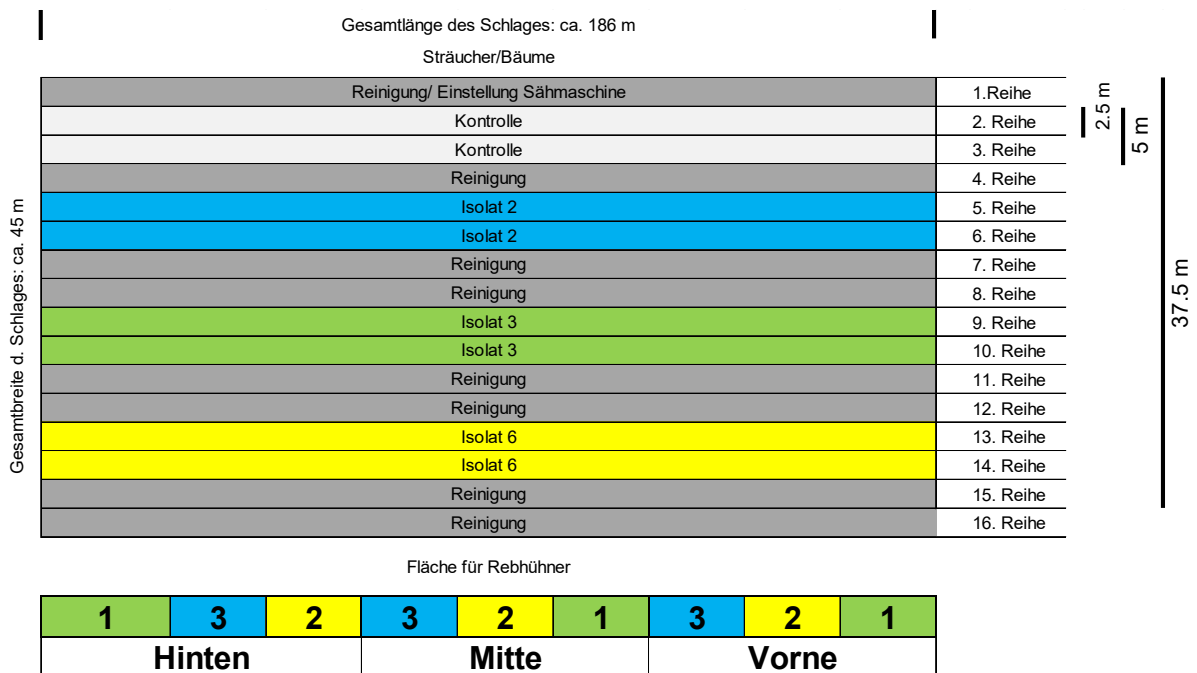 Gesamtlänge des Schlages: ca. 186 m
Sträucher/Bäume
Reinigung/ Einstellung Sähmaschine 1.Reihe
Kontrolle 2. Reihe
Kontrolle 3. Reihe
Reinigung 4. Reihe
Isolat 2 5. Reihe
Isolat 2 6. Reihe
Reinigung 7. Reihe
Reinigung 8. Reihe
Isolat 3 9. Reihe
Isolat 3 10. Reihe
Reinigung 11. Reihe
Reinigung 12. Reihe
Isolat 6 13. Reihe
Isolat 6 14. Reihe
Reinigung 15. Reihe
Reinigung 16. Reihe
Gesamtbreite d. Schlages: ca. 45 m
2.5 m
5 m
37.5 m
Fläche für Rebhühner
1 3 2 3 2 1 3 2 1
Hinten Mitte Vorne